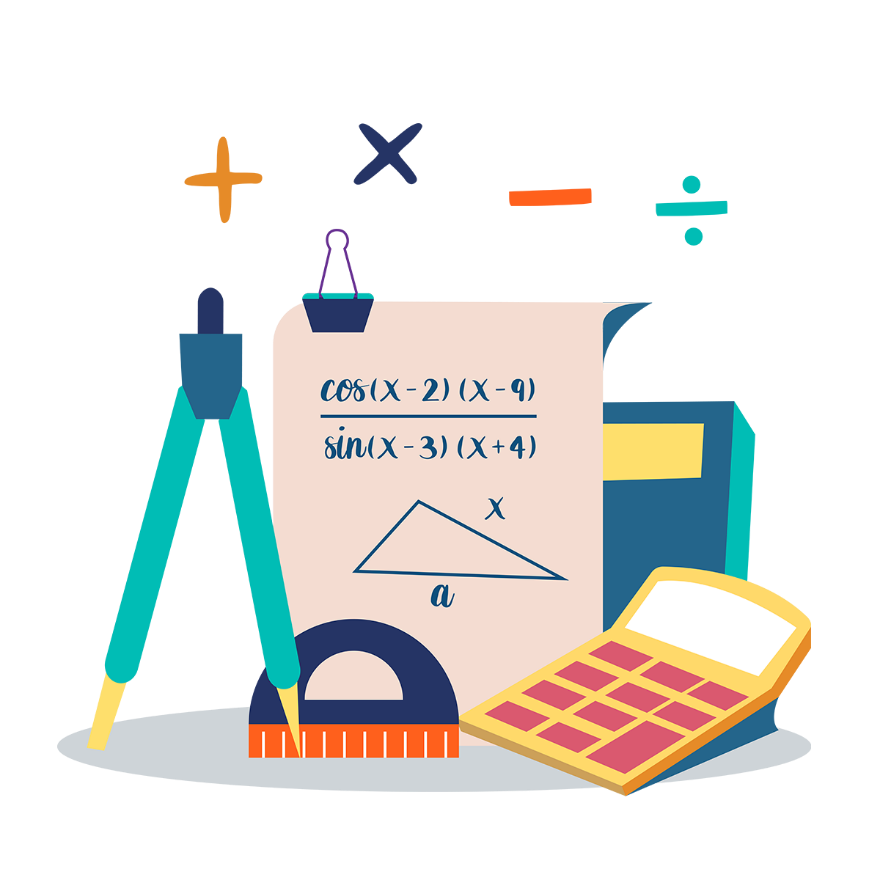 + × − ÷
cos(x-2) (x-9)
sin(x-3) (x+4)
x
a